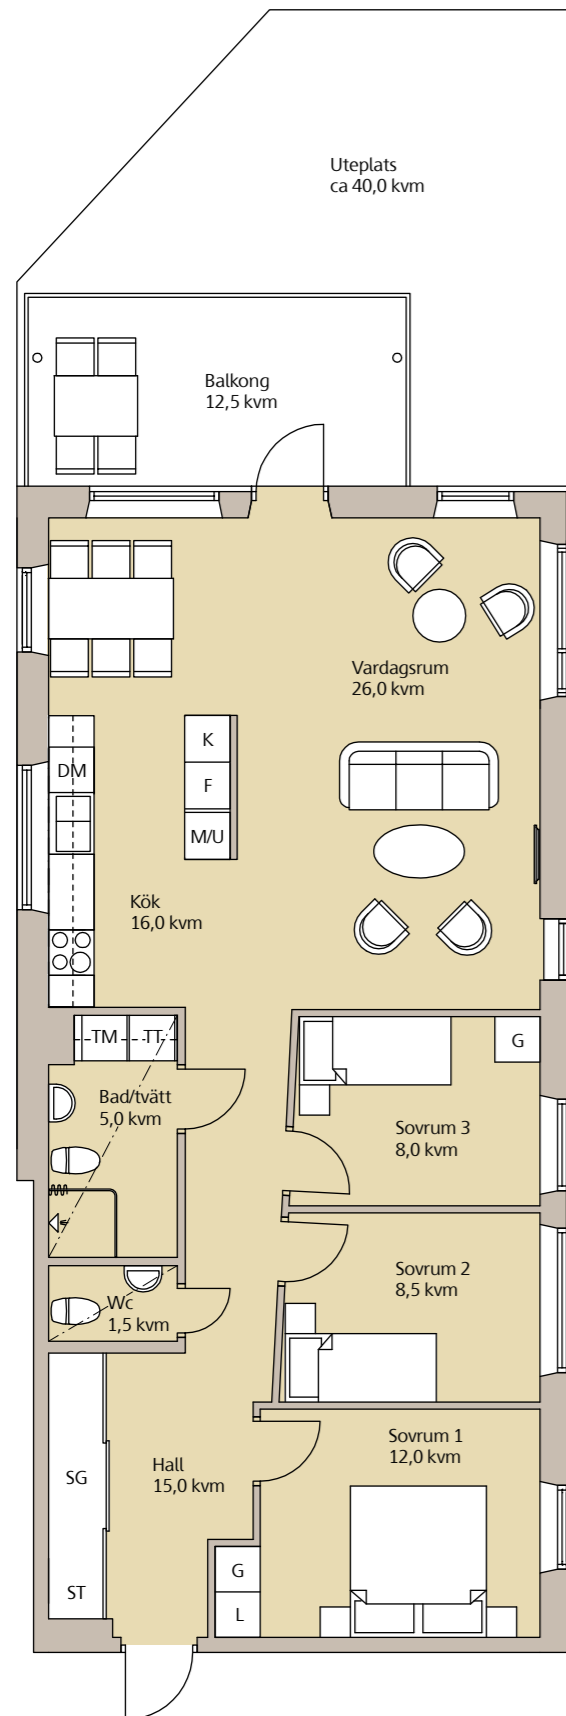 Uteplats
ca 40,0 kvm
Balkong
12,5 kvm
Vardagsrum
26,0 kvm
K
DM
F
M/U
Kök
16,0 kvm
TM
TT
G
Bad/tvätt
5,0 kvm
Sovrum 3
8,0 kvm
Sovrum 2
8,5 kvm
Wc
1,5 kvm
Sovrum 1
12,0 kvm
Hall
15,0 kvm
SG
G
ST
L